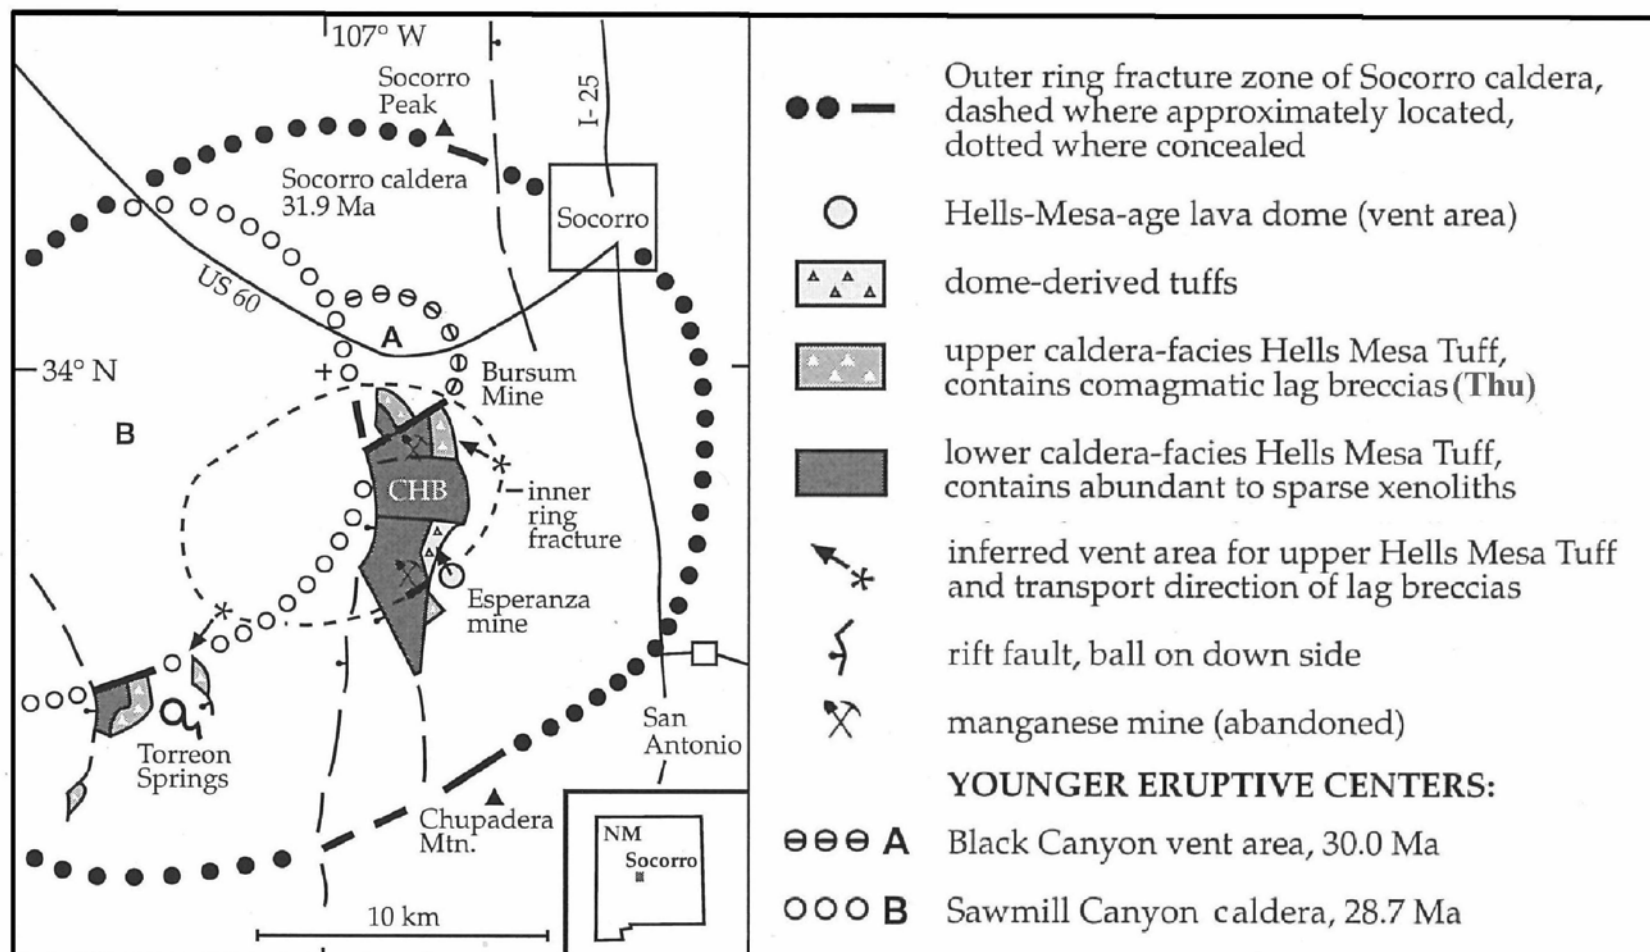 107° W
Socorro
Peak
I-25
Socorro caldera
31.9 Ma
Socorro
US 60
A
34° N
Bursum
Mine
B
CHB
inner
ring
fracture
Esperanza
mine
Torreon
Springs
San
Antonio
Chupadera
Mtn.
NM
Socorro
10 km
Outer ring fracture zone of Socorro caldera,
dashed where approximately located,
dotted where concealed
Hells-Mesa-age lava dome (vent area)
dome-derived tuffs
upper caldera-facies Hells Mesa Tuff,
contains comagmatic lag breccias (Thu)
lower caldera-facies Hells Mesa Tuff,
contains abundant to sparse xenoliths
inferred vent area for upper Hells Mesa Tuff
and transport direction of lag breccias
rift fault, ball on down side
manganese mine (abandoned)
YOUNGER ERUPTIVE CENTERS:
A Black Canyon vent area, 30.0 Ma
B Sawmill Canyon caldera, 28.7 Ma